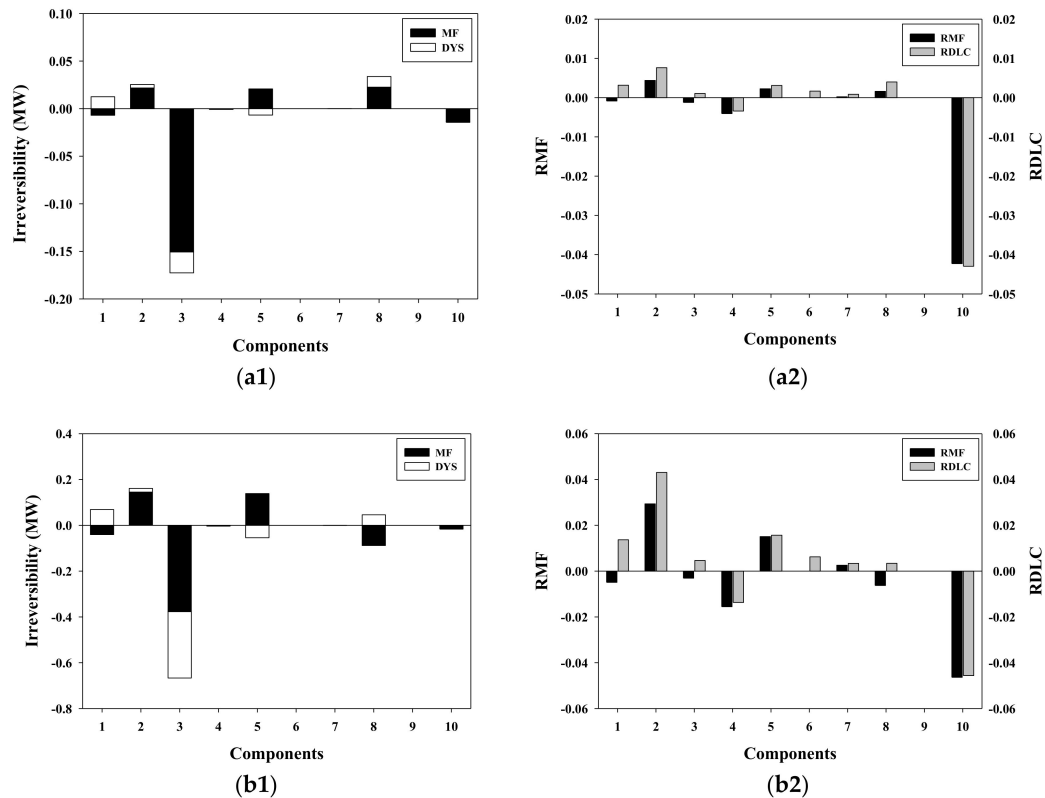 0.10
0.05
0.00
-0.05
-0.10
-0.15
-0.20
Irreversibility (MW)
MF
DYS
1 2 3 4 5 6 7 8 9 10
Components
(a1)
0.02
0.01
0.00
-0.01
-0.02
-0.03
-0.04
-0.05
RMF
RMF
RDLC
0.02
0.01
0.00
-0.01
-0.02
-0.03
-0.04
-0.05
RDLC
1 2 3 4 5 6 7 8 9 10
Components
(a2)
0.4
0.2
0.0
-0.2
-0.4
-0.6
-0.8
Irreversibility (MW)
MF
DYS
1 2 3 4 5 6 7 8 9 10
Components
(b1)
0.06
0.04
0.02
0.00
-0.02
-0.04
-0.06
RMF
RMF
RDLC
0.06
0.04
0.02
0.00
-0.02
-0.04
-0.06
RDLC
1 2 3 4 5 6 7 8 9 10
Components
(b2)